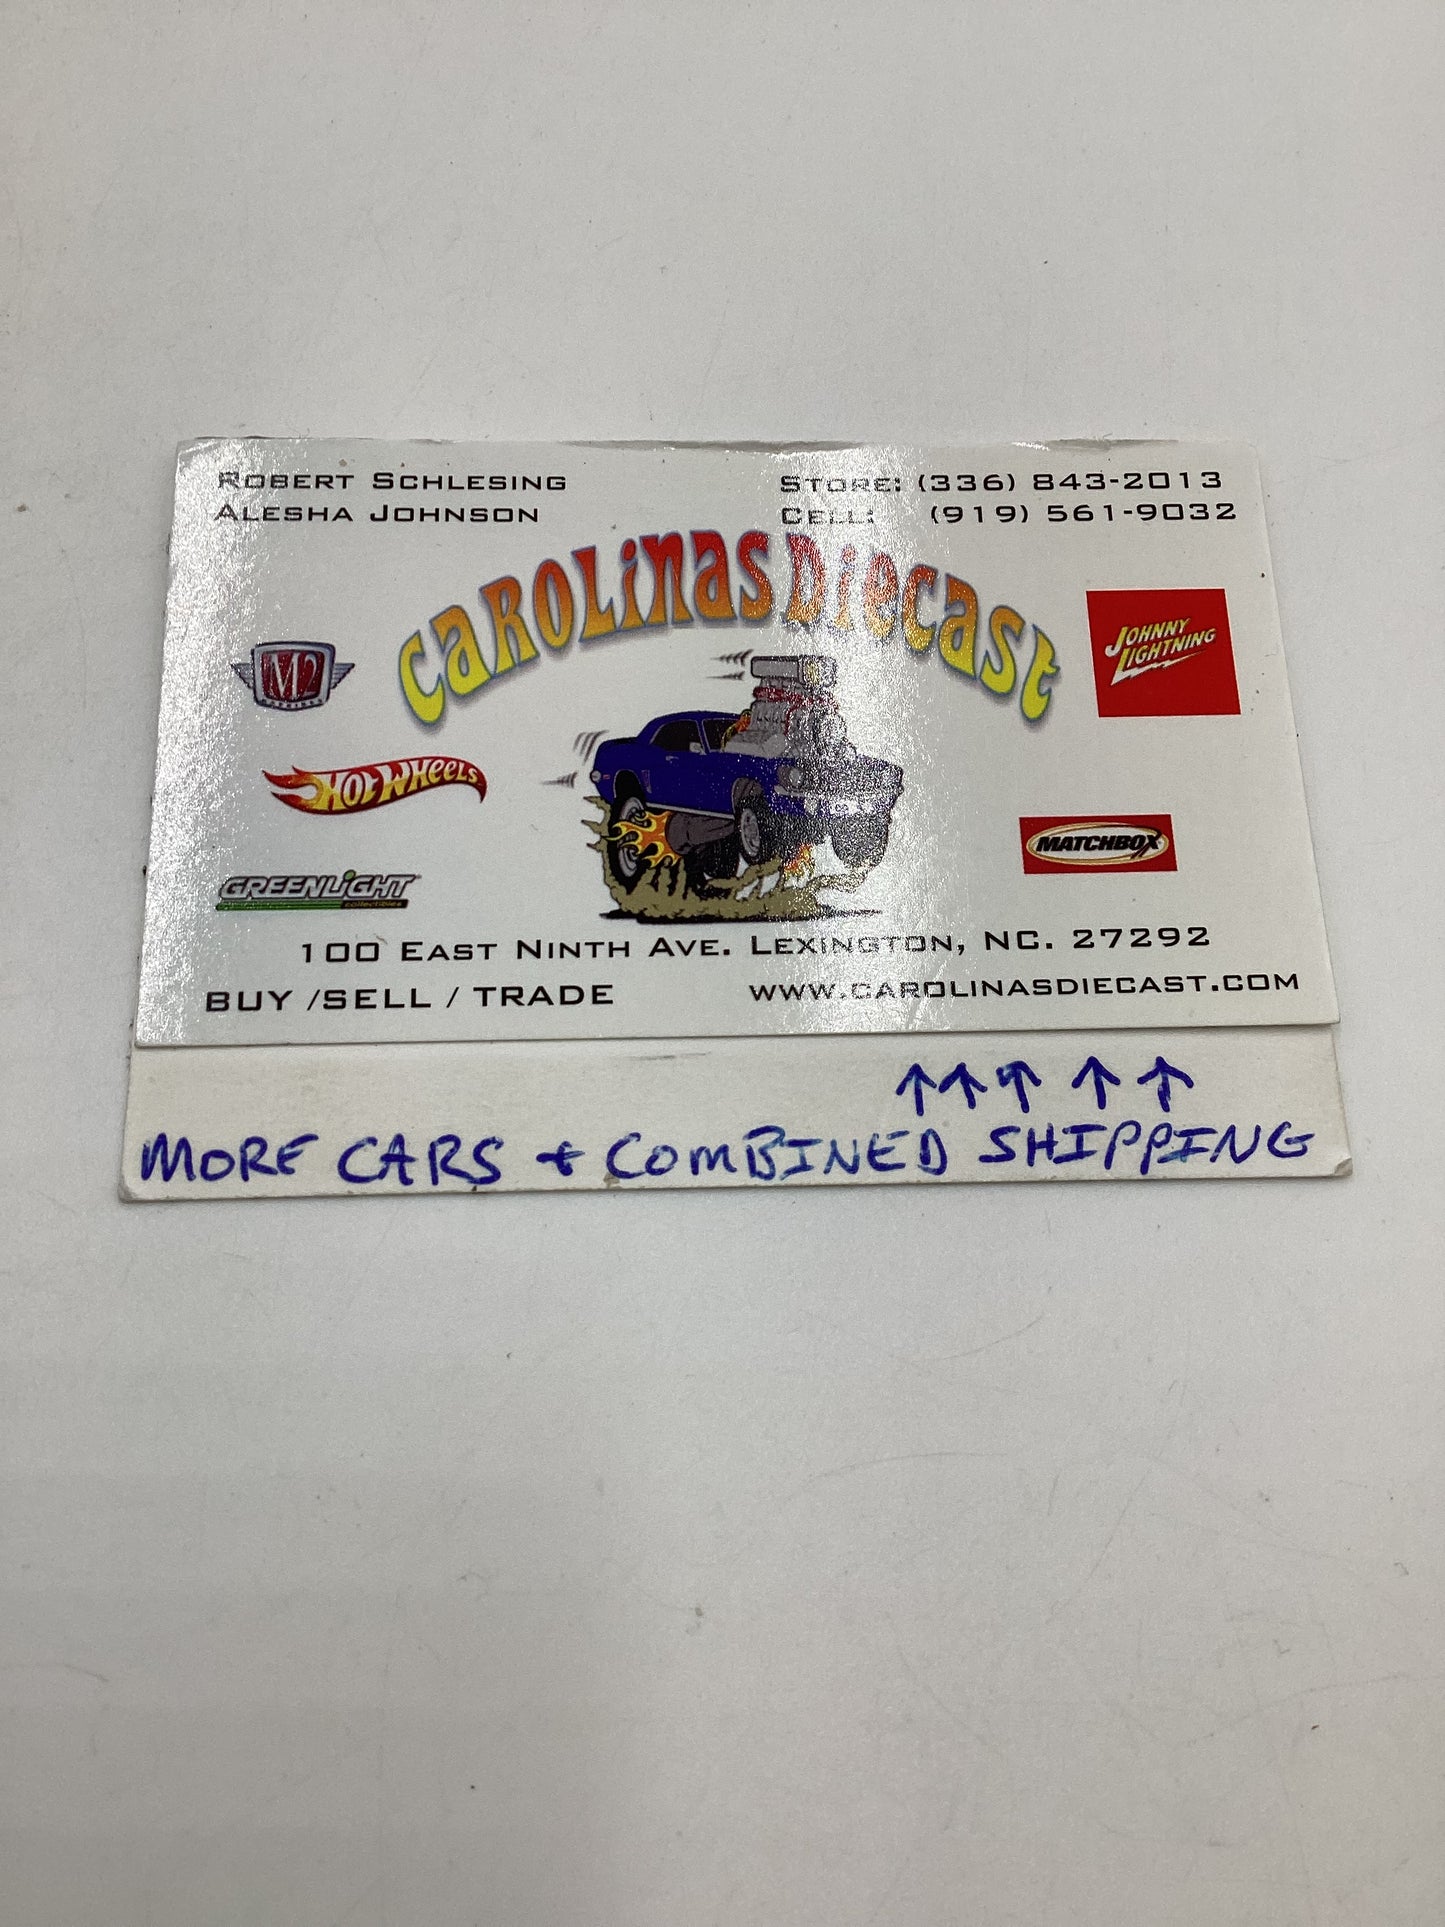 ROBERT SCHLESING
ALESHA JOHNSON
STORE: (336) 843-2013
CELL: (919) 561-9032
CAROLINAS DIECAST
M2
MACHINES
JOHNNY
LIGHTNING
HOT WHEELS
MATCHBOX
GREENLIGHT
collectibles
100 EAST NINTH AVE. LEXINGTON, NC. 27292
BUY /SELL / TRADE
WWW.CAROLINASDIECAST.COM
↑↑↑↑↑
MORE CARS + COMBINED SHIPPING